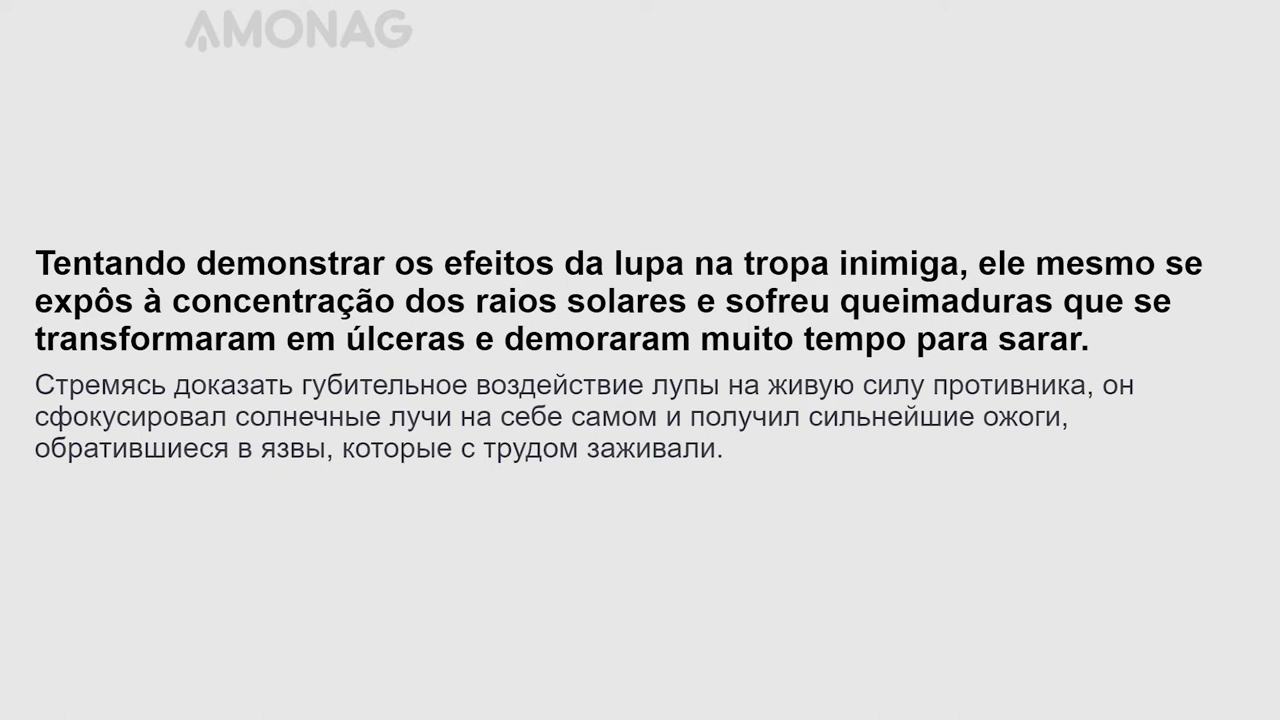 AMONAG
Tentando demonstrar os efeitos da lupa na tropa inimiga, ele mesmo se
expôs à concentração dos raios solares e sofreu queimaduras que se
transformaram em úlceras e demoraram muito tempo para sarar.
Стремясь доказать губительное воздействие лупы на живую силу противника, он
сфокусировал солнечные лучи на себе самом и получил сильнейшие ожоги,
обратившиеся в язвы, которые с трудом заживали.